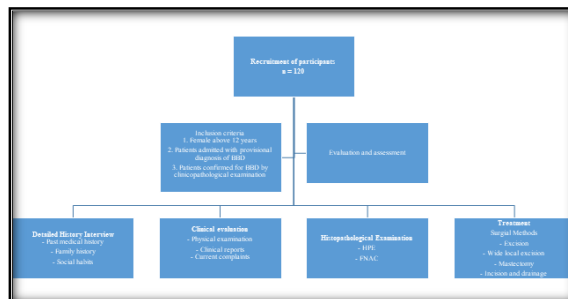 Recruitment of participants
n = 120
Inclusion criteria
1. Female above 12 years
2. Patients admitted with provisional
diagnosis of BBD
3. Patients confirmed for BBD by
clinicopathological examination
Evaluation and assessment
Detailed History Interview
- Past medical history
- Family history
- Social habits
Clinical evaluation
- Physical examination
- Clinical reports
- Current complaints
Histopathological Examination
- HPE
- FNAC
Treatment
Surgial Methods
- Excision
- Wide local excision
- Mastectomy
- Incision and drainage